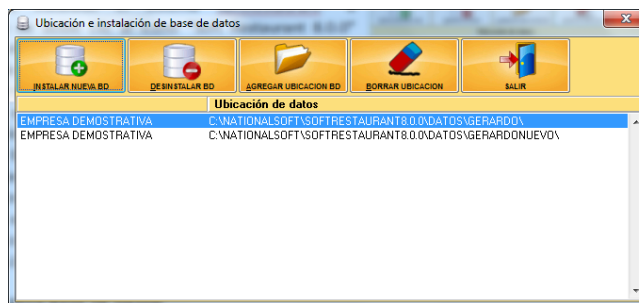 Ubicación e instalación de base de datos
INSTALAR NUEVA BD DESINSTALAR BD AGREGAR UBICACION BD BORRAR UBICACION SALIR
Ubicación de datos
EMPRESA DEMOSTRATIVA C:\NATIONALSOFT\SOFTRESTAURANT8.0.0\DATOS\GERARDO\
EMPRESA DEMOSTRATIVA C:\NATIONALSOFT\SOFTRESTAURANT8.0.0\DATOS\GERARDONUEVO\